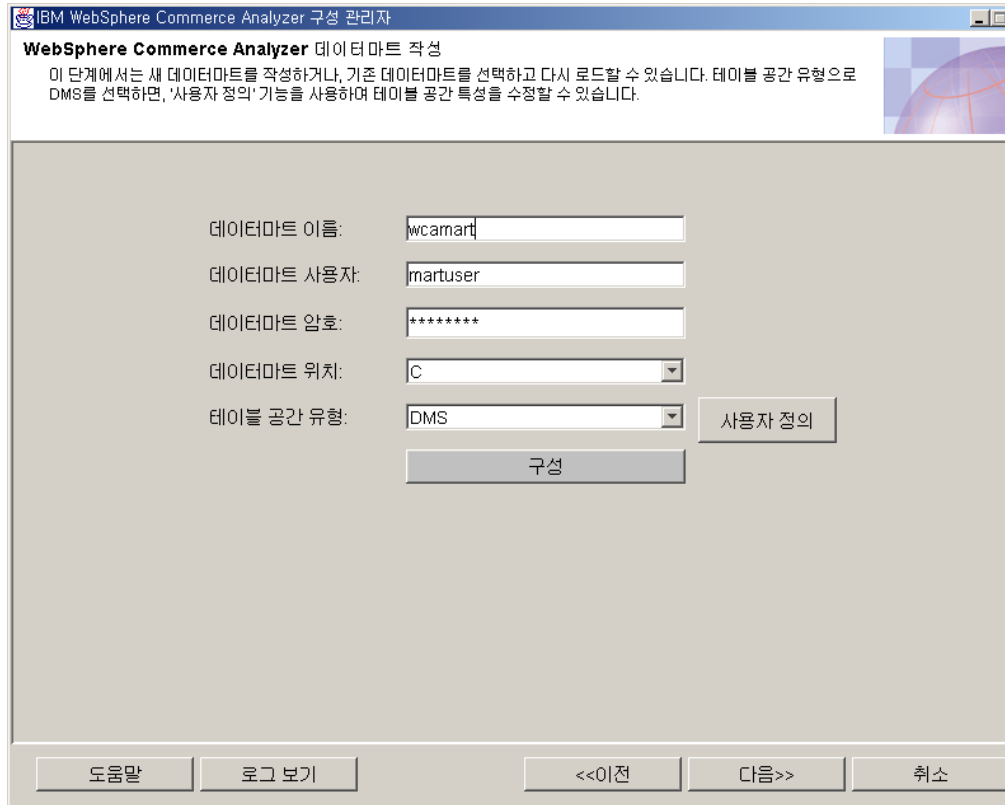 IBM WebSphere Commerce Analyzer 구성 관리자
WebSphere Commerce Analyzer 데이터마트 작성
이 단계에서는 새 데이터마트를 작성하거나, 기존 데이터마트를 선택하고 다시 로드할 수 있습니다. 테이블 공간 유형으로
DMS를 선택하면, '사용자 정의' 기능을 사용하여 테이블 공간 특성을 수정할 수 있습니다.
데이터마트 이름: wcamart
데이터마트 사용자: martuser
데이터마트 암호: ********
데이터마트 위치: C
테이블 공간 유형: DMS 사용자 정의
구성
도움말 로그 보기 <<이전 다음>> 취소